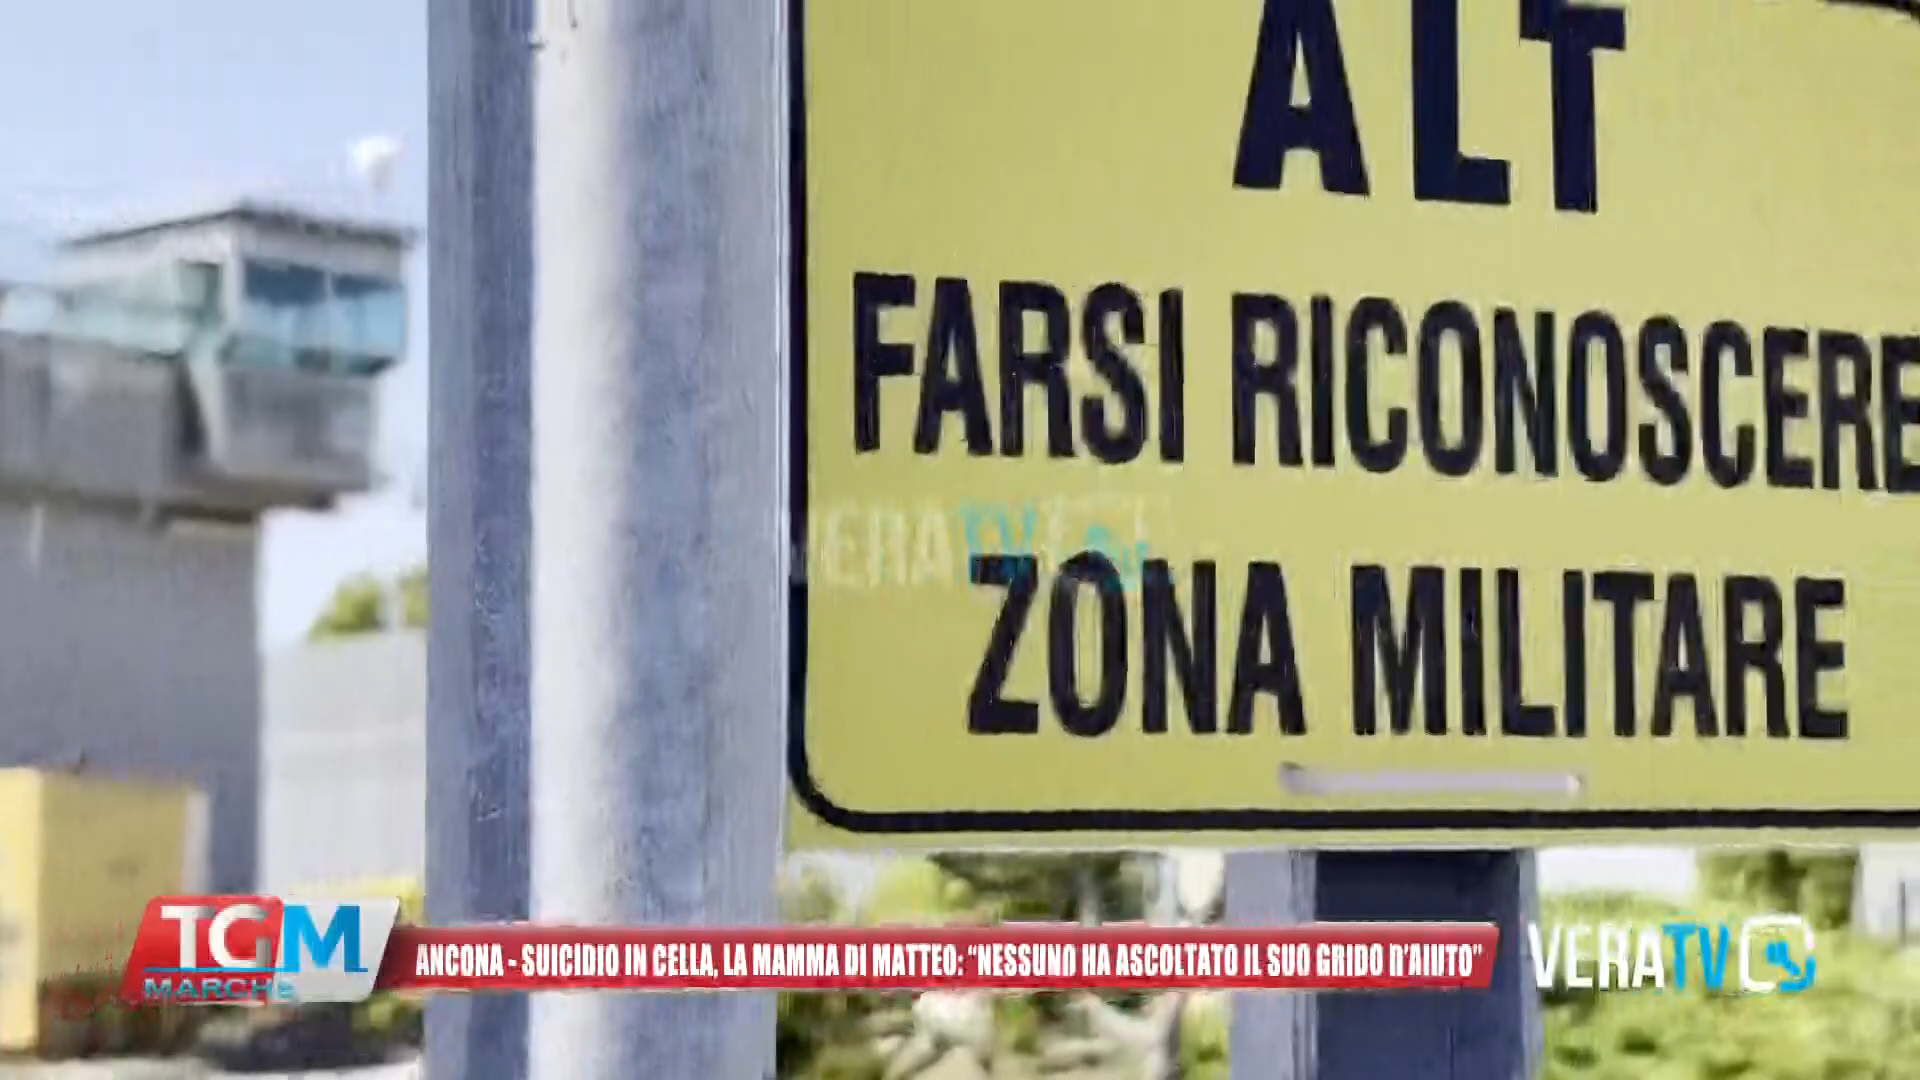 ALT
FARSI RICONOSCERE
ZONA MILITARE
VERATV
TGM
MARCHE
ANCONA - SUICIDIO IN CELLA, LA MAMMA DI MATTEO: “NESSUNO HA ASCOLTATO IL SUO GRIDO D’AIUTO”
VERATV